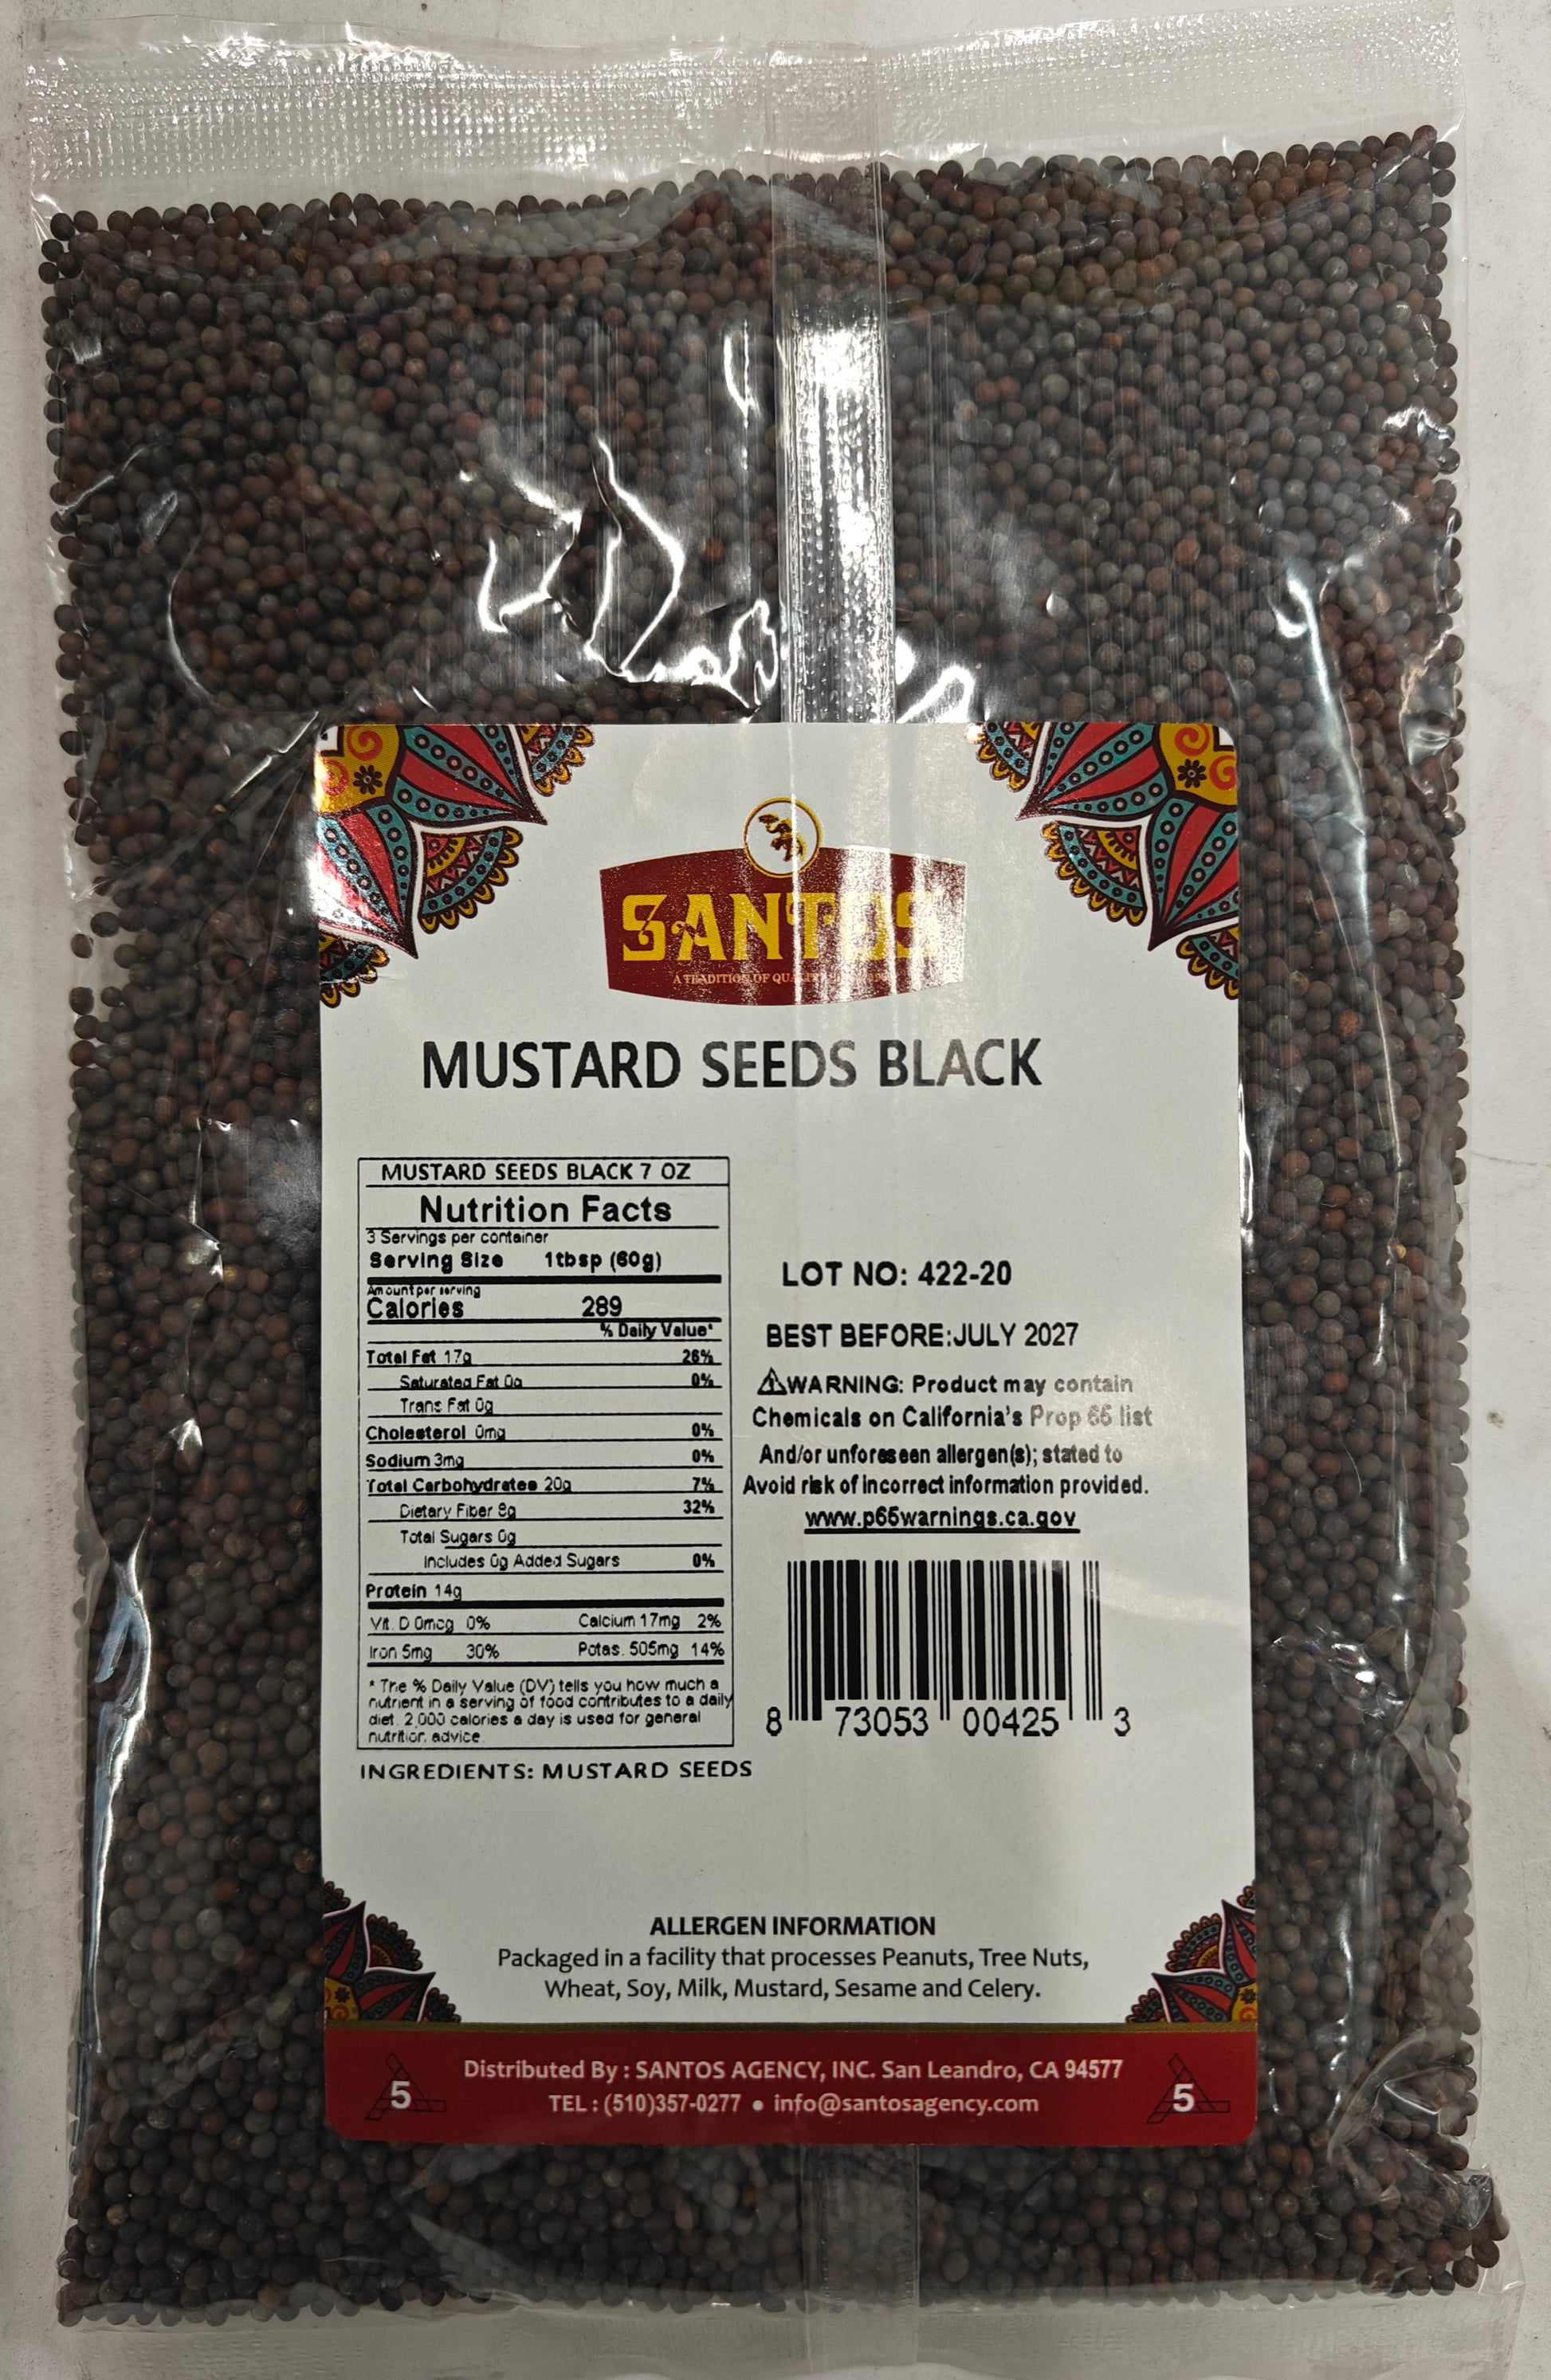 SANTOS
A TRADITION OF
MUSTARD SEEDS BLACK
MUSTARD SEEDS BLACK 7 OZ
Nutrition Facts
3 Servings per container
Serving Size 1tbsp (60g)
Amount per serving
Calories 289
% Daily Value*
Total Fat 17g 26%
Saturated Fat 0g 0%
Trans Fat 0g
Cholesterol 0mg 0%
Sodium 3mg 0%
Total Carbohydrates 20g 7%
Dietary Fiber 8g 32%
Total Sugars 0g
Includes 0g Added Sugars 0%
Protein 14g
Vit. D 0mcg 0% Calcium 17mg 2%
Iron 5mg 30% Potas. 505mg 14%
* The % Daily Value (DV) tells you how much a
nutrient in a serving of food contributes to a daily
diet. 2,000 calories a day is used for general
nutrition advice.
INGREDIENTS: MUSTARD SEEDS
LOT NO: 422-20
BEST BEFORE:JULY 2027
⚠WARNING: Product may contain
Chemicals on California's Prop 65 list
And/or unforeseen allergen(s); stated to
Avoid risk of incorrect information provided.
www.p65warnings.ca.gov
8 73053 00425 3
ALLERGEN INFORMATION
Packaged in a facility that processes Peanuts, Tree Nuts,
Wheat, Soy, Milk, Mustard, Sesame and Celery.
Distributed By : SANTOS AGENCY, INC. San Leandro, CA 94577
TEL : (510)357-0277 • info@santosagency.com
5
5